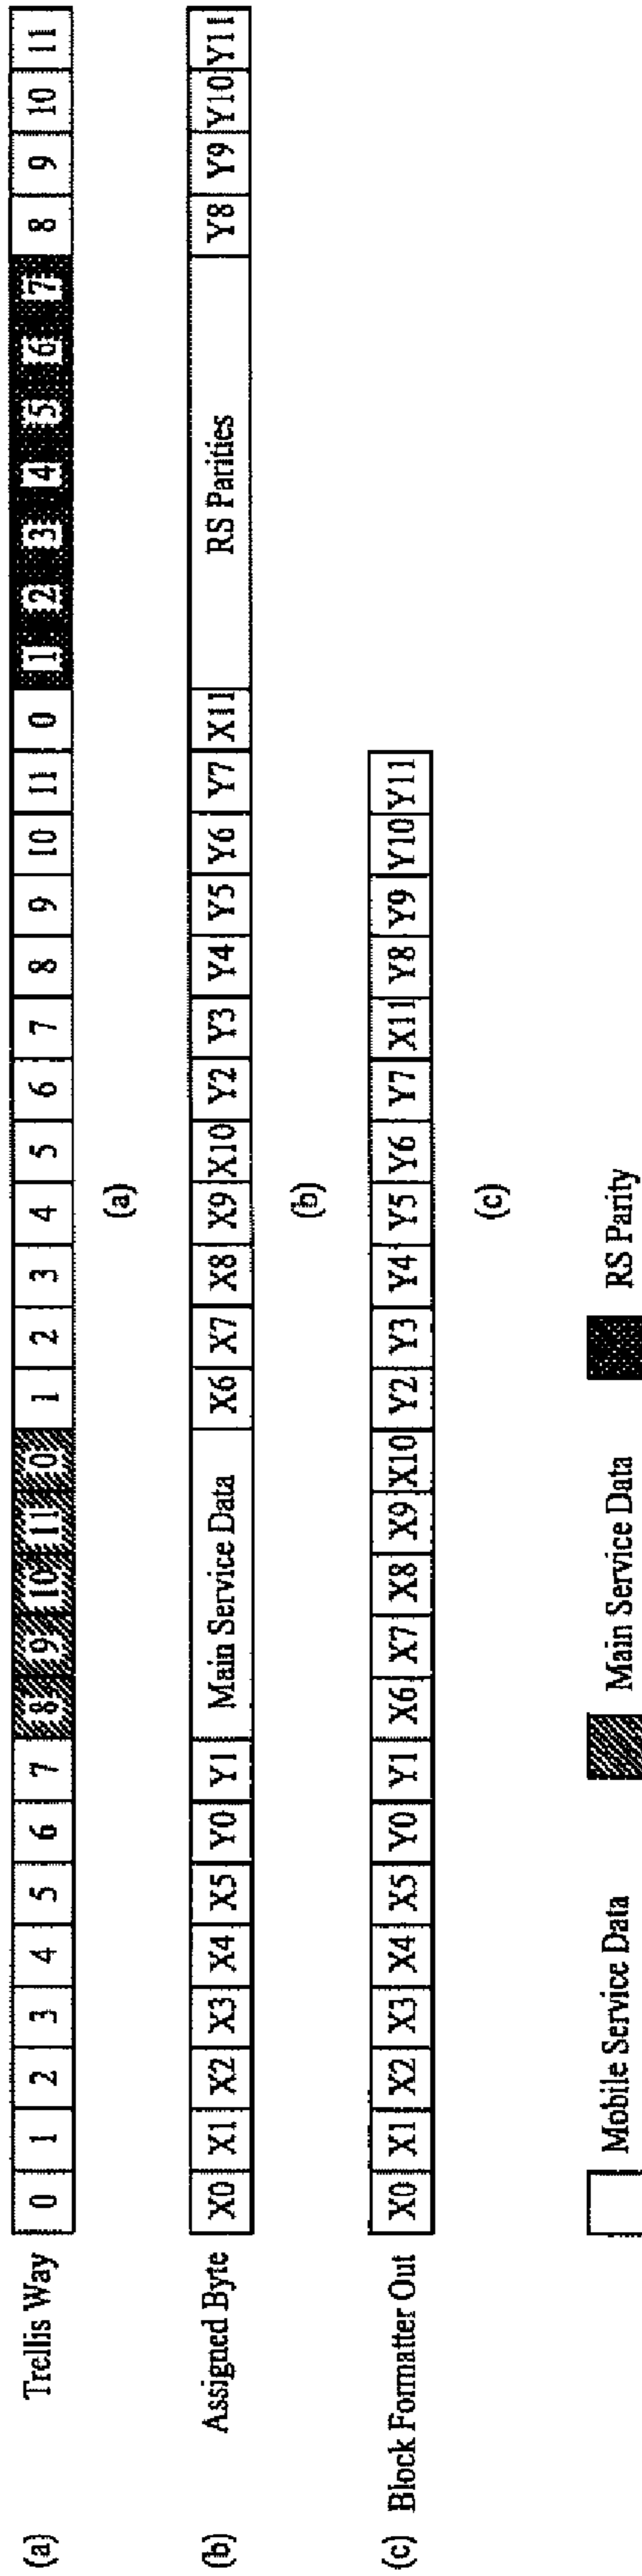 (a) Trellis Way 0 1 2 3 4 5 6 7 8 9 10 11 0 1 2 3 4 5 6 7 8 9 10 11 0 1 2 3 4 5 6 7 8 9 10 11
(a)
(b) Assigned Byte X0 X1 X2 X3 X4 X5 Y0 Y1 Main Service Data X6 X7 X8 X9 X10 Y2 Y3 Y4 Y5 Y6 Y7 X11 RS Parities Y8 Y9 Y10 Y11
(b)
(c) Block Formatter Out X0 X1 X2 X3 X4 X5 Y0 Y1 X6 X7 X8 X9 X10 Y2 Y3 Y4 Y5 Y6 Y7 X11 Y8 Y9 Y10 Y11
(c)
Mobile Service Data Main Service Data RS Parity